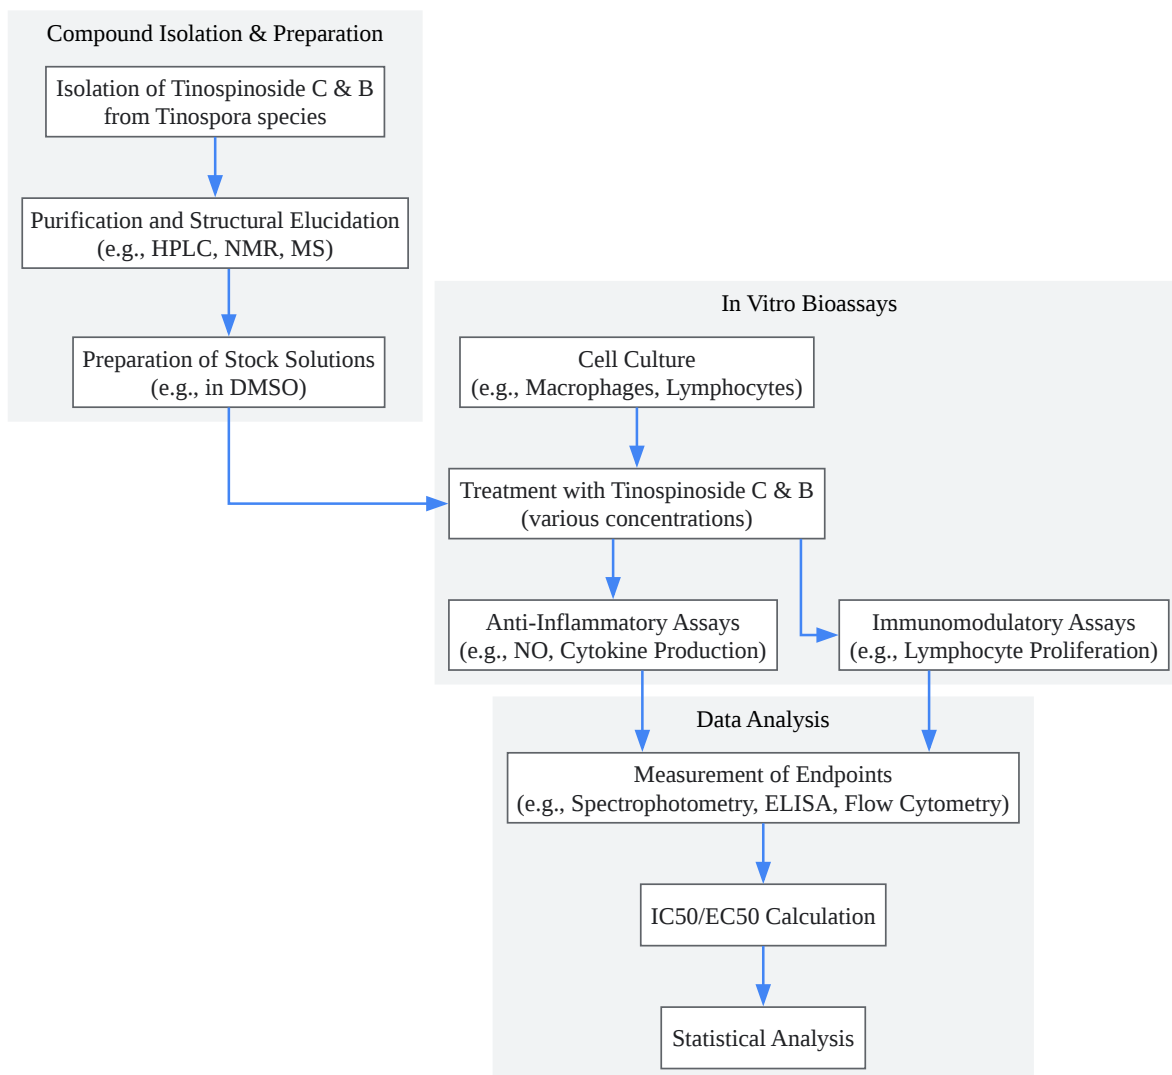 Compound Isolation & Preparation
Isolation of Tinospinoside C & B
from Tinospora species
Purification and Structural Elucidation
(e.g., HPLC, NMR, MS)
Preparation of Stock Solutions
(e.g., in DMSO)
In Vitro Bioassays
Cell Culture
(e.g., Macrophages, Lymphocytes)
Treatment with Tinospinoside C & B
(various concentrations)
Anti-Inflammatory Assays
(e.g., NO, Cytokine Production)
Immunomodulatory Assays
(e.g., Lymphocyte Proliferation)
Data Analysis
Measurement of Endpoints
(e.g., Spectrophotometry, ELISA, Flow Cytometry)
IC50/EC50 Calculation
Statistical Analysis